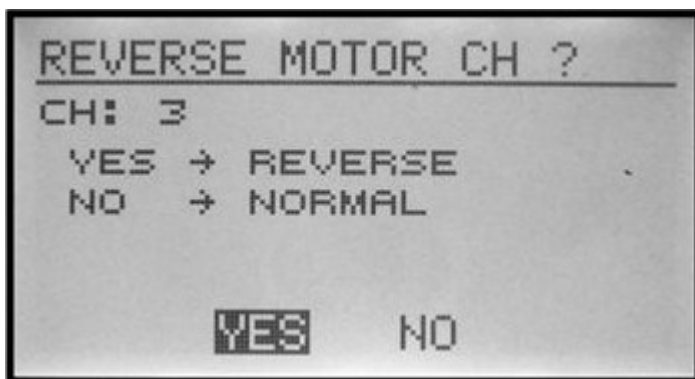 REVERSE MOTOR CH ?
CH: 3
YES → REVERSE
NO → NORMAL
YES NO